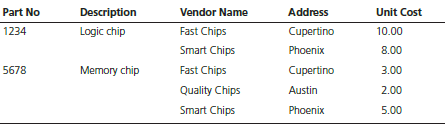 Part No Description Vendor Name Address Unit Cost
1234 Logic chip Fast Chips Cupertino 10.00
Smart Chips Phoenix 8.00
5678 Memory chip Fast Chips Cupertino 3.00
Quality Chips Austin 2.00
Smart Chips Phoenix 5.00